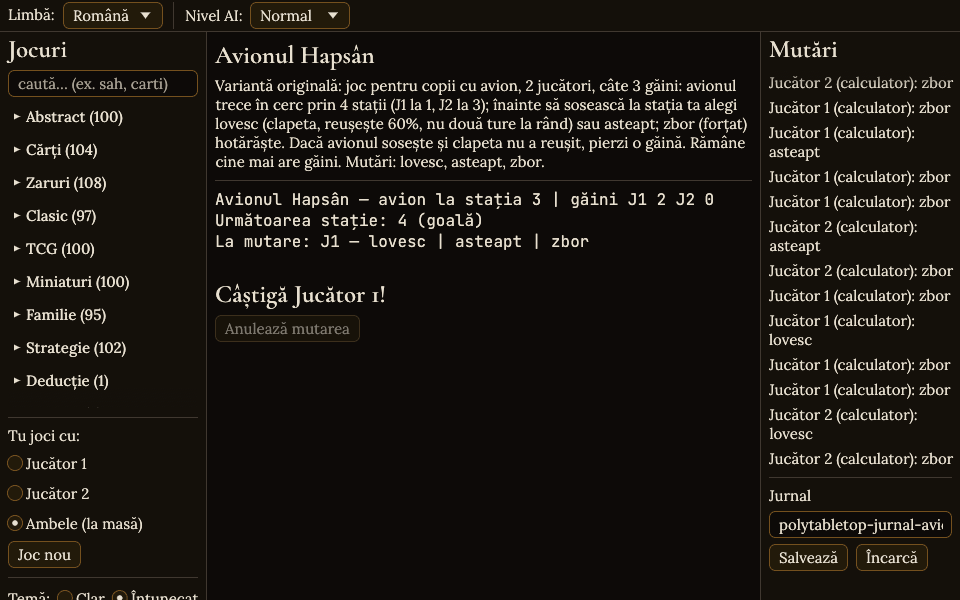 Limbă: Română ▼ Nivel AI: Normal ▼
Jocuri
caută... (ex. sah, carti)
▸ Abstract (100)
▸ Cărți (104)
▸ Zaruri (108)
▸ Clasic (97)
▸ TCG (100)
▸ Miniaturi (100)
▸ Familie (95)
▸ Strategie (102)
▸ Deducție (1)
Tu joci cu:
Jucător 1
Jucător 2
Ambele (la masă)
Joc nou
Temă: Clar Întunecat
Avionul Hapsân
Variantă originală: joc pentru copii cu avion, 2 jucători, câte 3 găini: avionul
trece în cerc prin 4 stații (J1 la 1, J2 la 3); înainte să sosească la stația ta alegi
lovesc (clapeta, reușește 60%, nu două ture la rând) sau asteapt; zbor (forțat)
hotărăște. Dacă avionul sosește și clapeta nu a reușit, pierzi o găină. Rămâne
cine mai are găini. Mutări: lovesc, asteapt, zbor.
Avionul Hapsân — avion la stația 3 | găini J1 2 J2 0
Următoarea stație: 4 (goală)
La mutare: J1 — lovesc | asteapt | zbor
Câștigă Jucător 1!
Anulează mutarea
Mutări
Jucător 2 (calculator): zbor
Jucător 1 (calculator): zbor
Jucător 1 (calculator):
asteapt
Jucător 1 (calculator): zbor
Jucător 1 (calculator): zbor
Jucător 2 (calculator):
asteapt
Jucător 2 (calculator): zbor
Jucător 1 (calculator): zbor
Jucător 1 (calculator):
lovesc
Jucător 1 (calculator): zbor
Jucător 1 (calculator): zbor
Jucător 2 (calculator):
lovesc
Jucător 2 (calculator): zbor
Jurnal
polytabletop-jurnal-avi
Salvează Încarcă